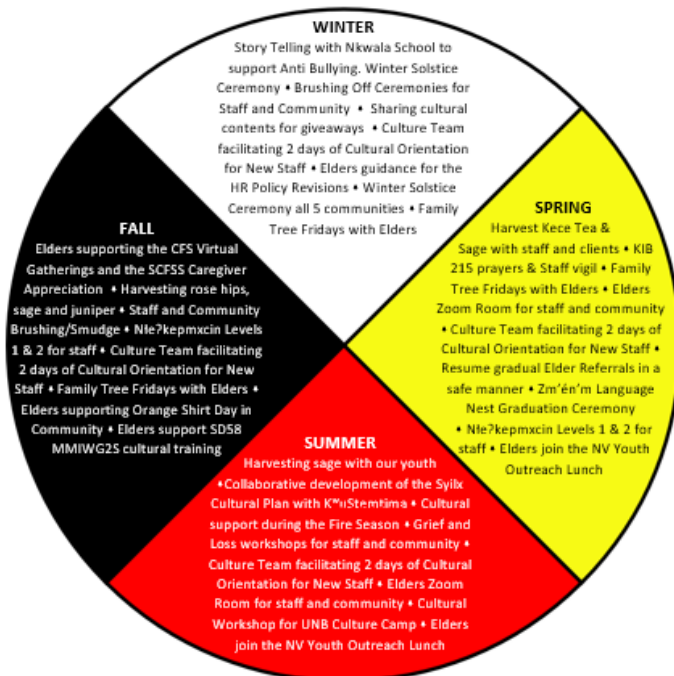 WINTER
Story Telling with Nkwala School to
support Anti Bullying. Winter Solstice
Ceremony • Brushing Off Ceremonies for
Staff and Community • Sharing cultural
contents for giveaways • Culture Team
facilitating 2 days of Cultural Orientation
for New Staff • Elders guidance for the
HR Policy Revisions • Winter Solstice
Ceremony all 5 communities • Family
Tree Fridays with Elders
SPRING
Harvest Kece Tea &
Sage with staff and clients • KIB
215 prayers & Staff vigil • Family
Tree Fridays with Elders • Elders
Zoom Room for staff and community
• Culture Team facilitating 2 days of
Cultural Orientation for New Staff •
Resume gradual Elder Referrals in a
safe manner • Zm'én'm Language
Nest Graduation Ceremony
• Nłe?kepmxcin Levels 1 & 2 for
staff • Elders join the NV Youth
Outreach Lunch
SUMMER
Harvesting sage with our youth
•Collaborative development of the Syilx
Cultural Plan with KʷuStemtima • Cultural
support during the Fire Season • Grief and
Loss workshops for staff and community •
Culture Team facilitating 2 days of Cultural
Orientation for New Staff • Elders Zoom
Room for staff and community • Cultural
Workshop for UNB Culture Camp • Elders
join the NV Youth Outreach Lunch
FALL
Elders supporting the CFS Virtual
Gatherings and the SCFSS Caregiver
Appreciation • Harvesting rose hips,
sage and juniper • Staff and Community
Brushing/Smudge • Nłe?kepmxcin Levels
1 & 2 for staff • Culture Team facilitating
2 days of Cultural Orientation for New
Staff • Family Tree Fridays with Elders •
Elders supporting Orange Shirt Day in
Community • Elders support SD58
MMIWG2S cultural training